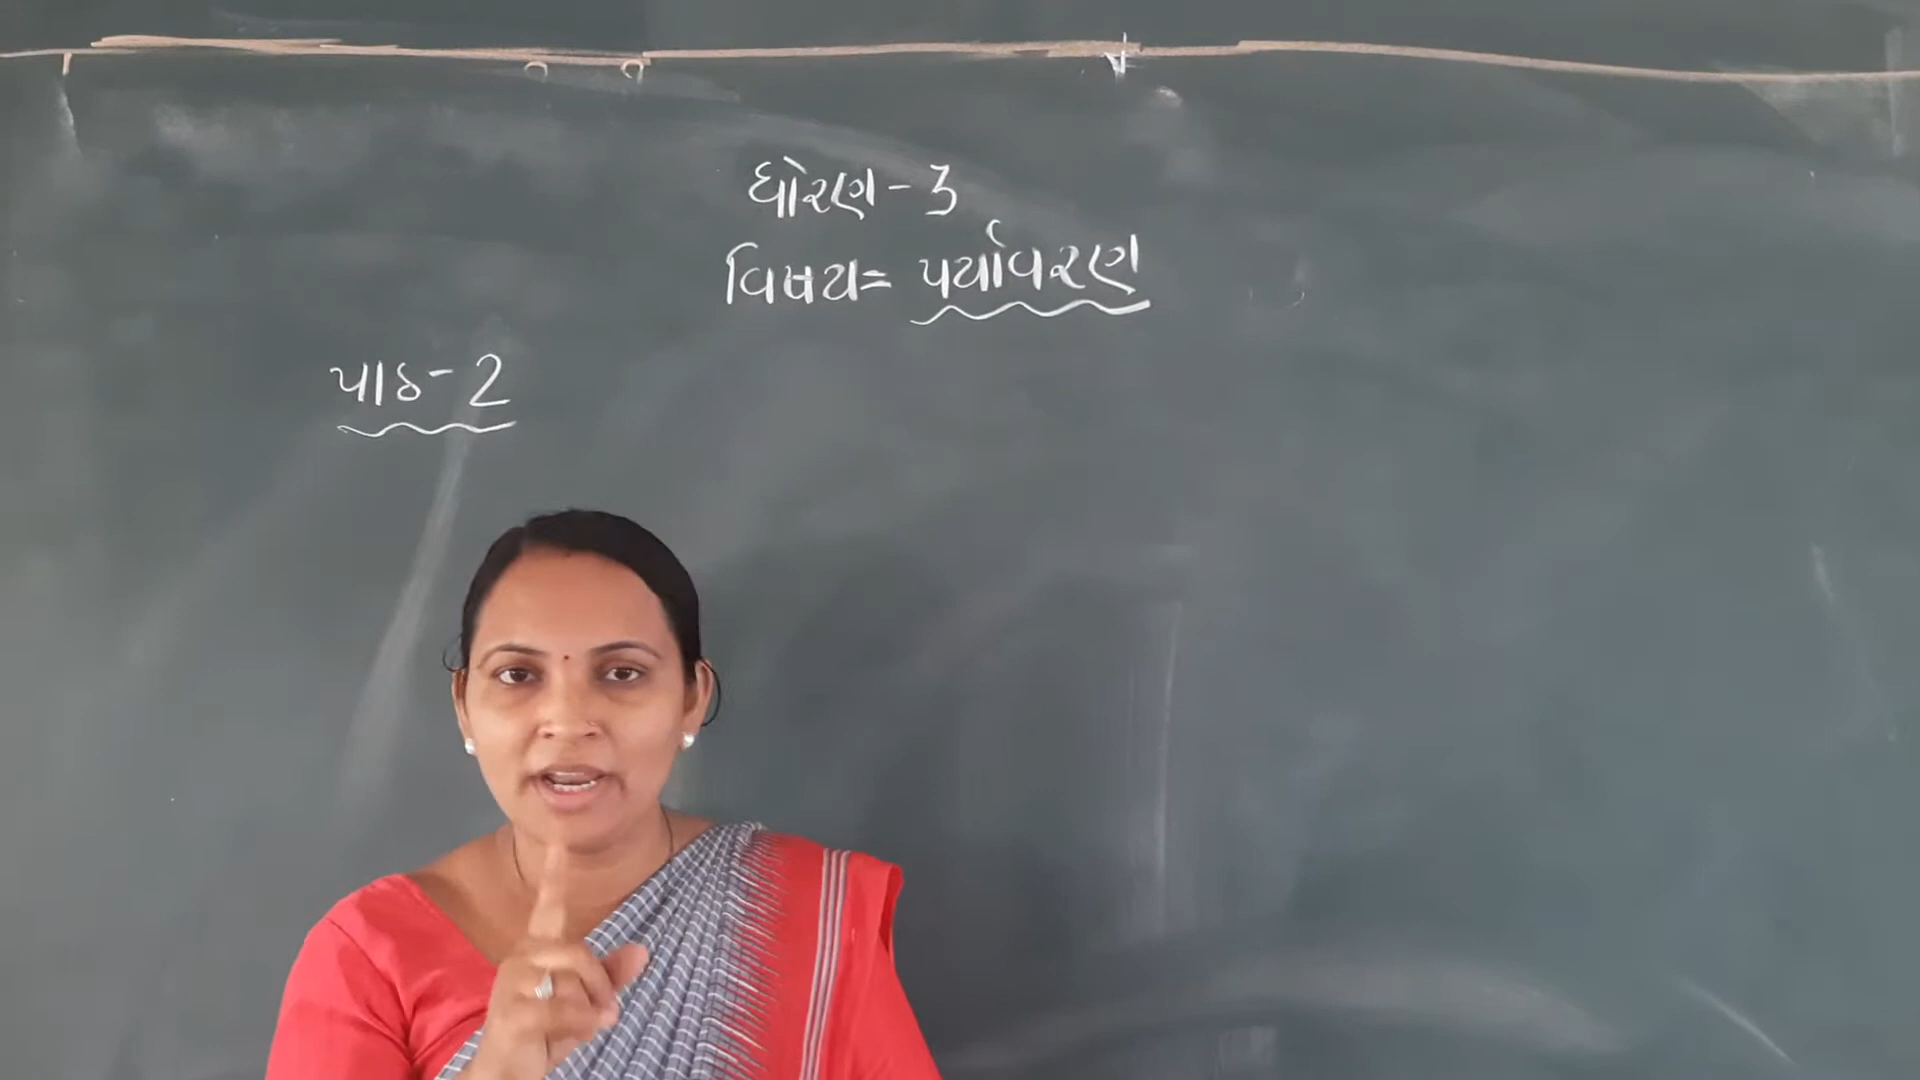 ધોરણ - 3
વિષય = પર્યાવરણ
પાઠ - 2